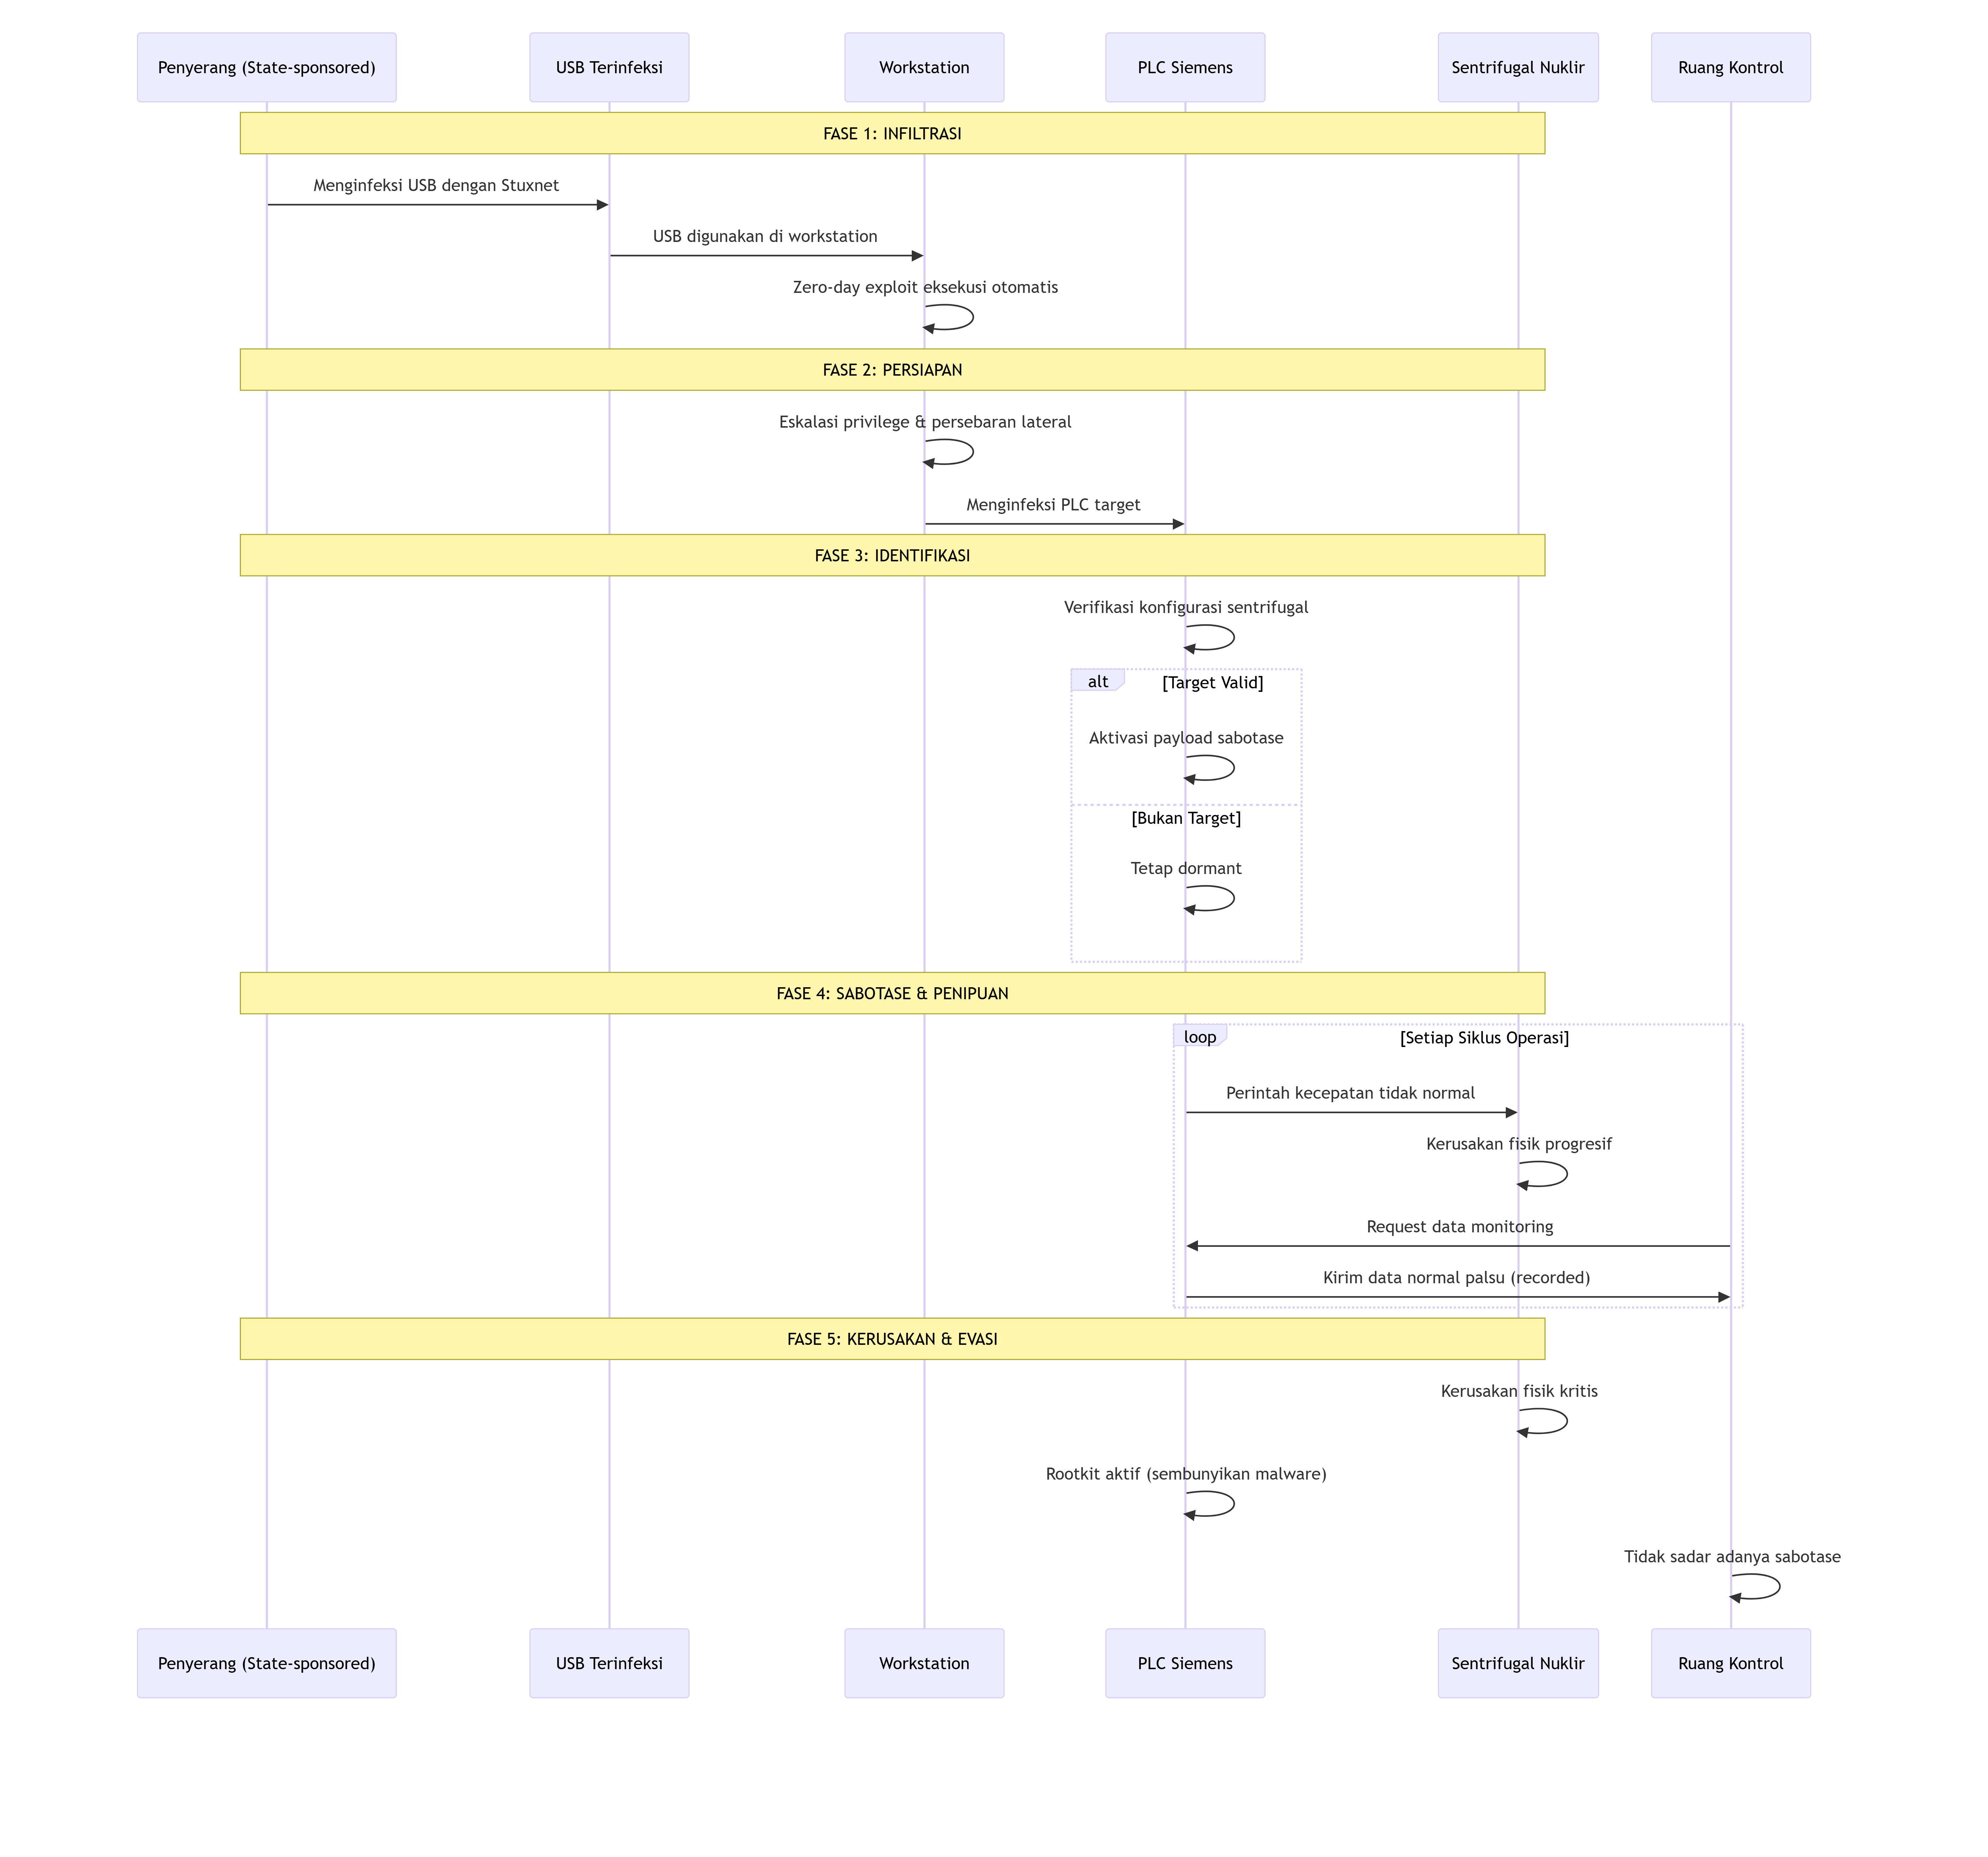 Penyerang (State-sponsored)
USB Terinfeksi
Workstation
PLC Siemens
Sentrifugal Nuklir
Ruang Kontrol
FASE 1: INFILTRASI
Menginfeksi USB dengan Stuxnet
USB digunakan di workstation
Zero-day exploit eksekusi otomatis
FASE 2: PERSIAPAN
Eskalasi privilege & persebaran lateral
Menginfeksi PLC target
FASE 3: IDENTIFIKASI
Verifikasi konfigurasi sentrifugal
alt
[Target Valid]
Aktivasi payload sabotase
[Bukan Target]
Tetap dormant
FASE 4: SABOTASE & PENIPUAN
loop
[Setiap Siklus Operasi]
Perintah kecepatan tidak normal
Kerusakan fisik progresif
Request data monitoring
Kirim data normal palsu (recorded)
FASE 5: KERUSAKAN & EVASI
Kerusakan fisik kritis
Rootkit aktif (sembunyikan malware)
Tidak sadar adanya sabotase
Penyerang (State-sponsored)
USB Terinfeksi
Workstation
PLC Siemens
Sentrifugal Nuklir
Ruang Kontrol